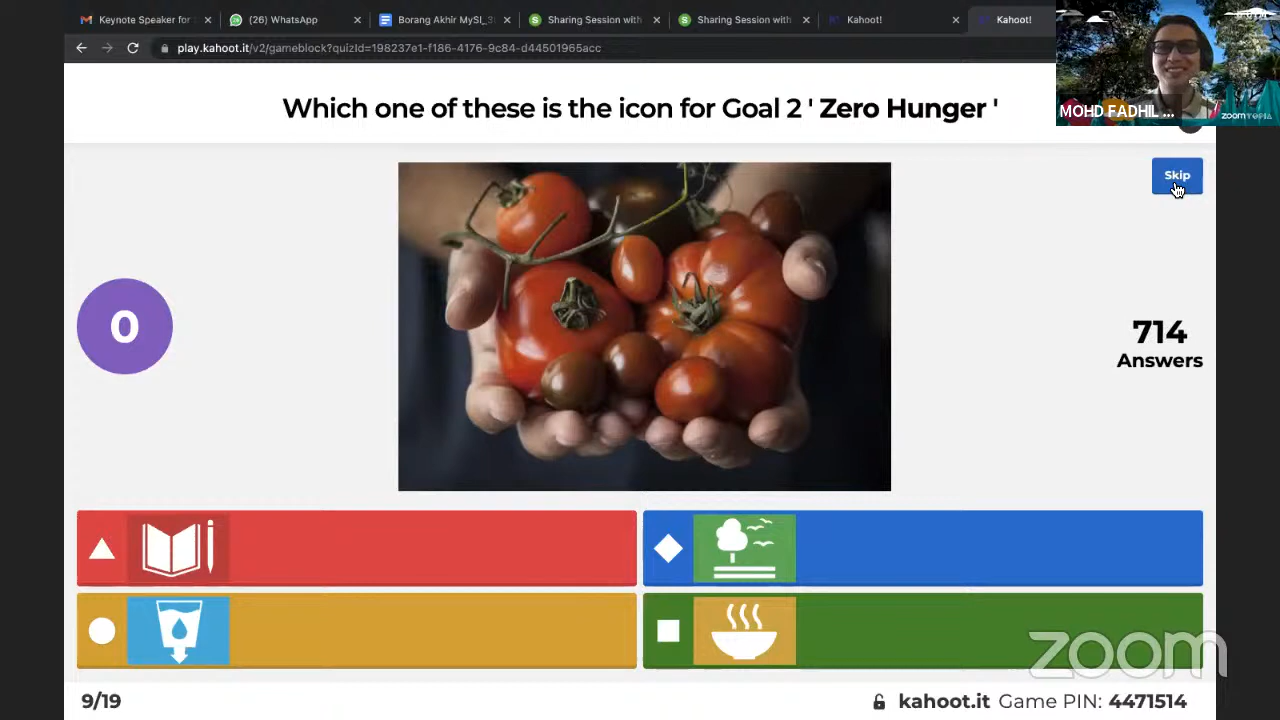 Keynote Speaker for
(26) WhatsApp
Borang Akhir MySI_3
Sharing Session with
Sharing Session with
Kahoot!
Kahoot!
play.kahoot.it/v2/gameblock?quizId=198237e1-f186-4176-9c84-d44501965acc
MOHD FADHIL ...
zoomTOPIA
Which one of these is the icon for Goal 2 ' Zero Hunger '
Skip
0
714
Answers
zoom
9/19
kahoot.it Game PIN: 4471514